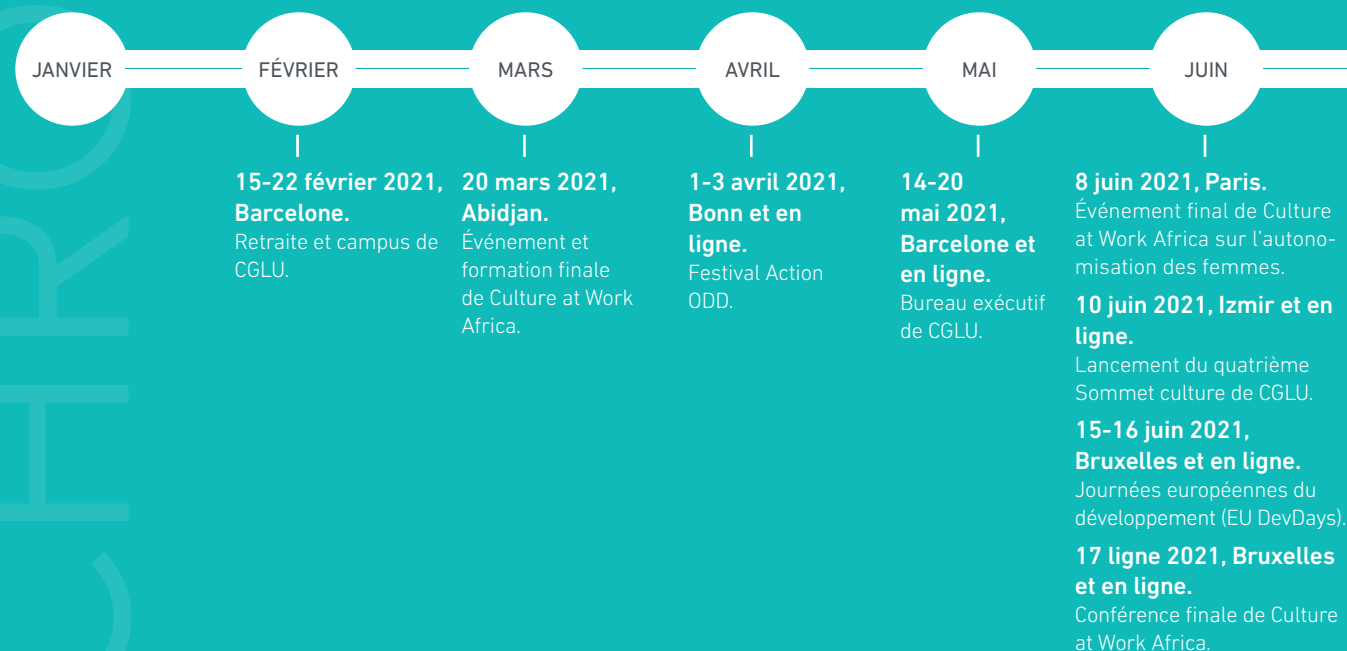 JANVIER
FÉVRIER
MARS
AVRIL
MAI
JUIN
15-22 février 2021,
Barcelone.
Retraite et campus de
CGLU.
20 mars 2021,
Abidjan.
Événement et
formation finale
de Culture at Work
Africa.
1-3 avril 2021,
Bonn et en
ligne.
Festival Action
ODD.
14-20
mai 2021,
Barcelone et
en ligne.
Bureau exécutif
de CGLU.
8 juin 2021, Paris.
Événement final de Culture
at Work Africa sur l'autono-
misation des femmes.
10 juin 2021, Izmir et en
ligne.
Lancement du quatrième
Sommet culture de CGLU.
15-16 juin 2021,
Bruxelles et en ligne.
Journées européennes du
développement (EU DevDays).
17 ligne 2021, Bruxelles
et en ligne.
Conférence finale de Culture
at Work Africa.
CHRO